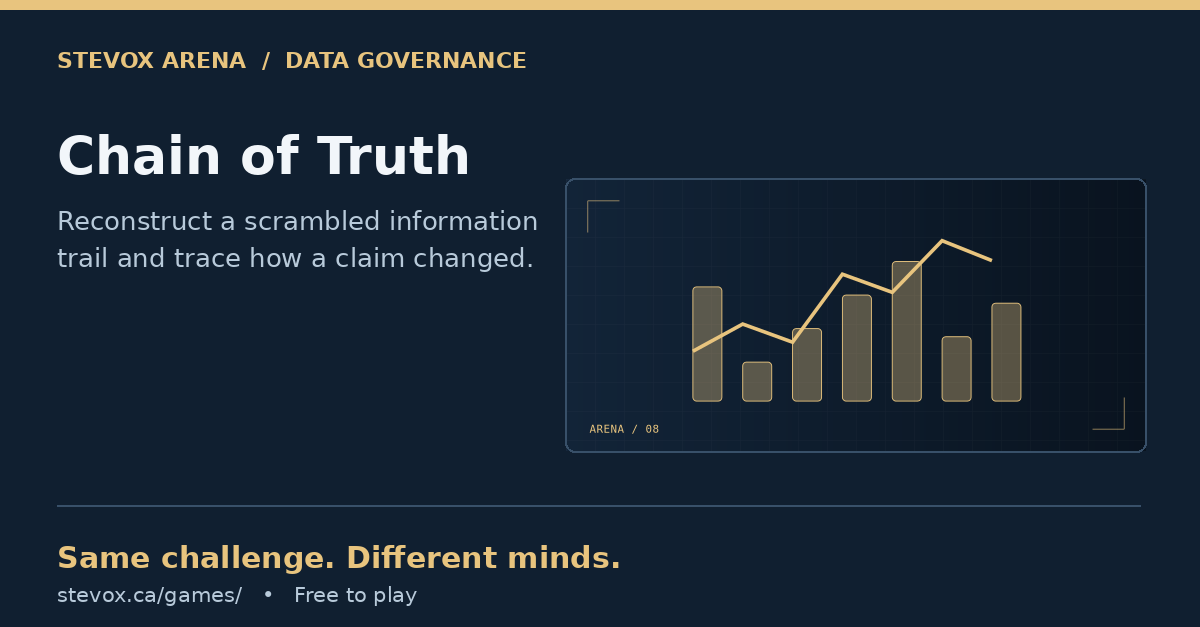 STEVOX ARENA / DATA GOVERNANCE
Chain of Truth
Reconstruct a scrambled information
trail and trace how a claim changed.
ARENA / 08
Same challenge. Different minds.
stevox.ca/games/ • Free to play